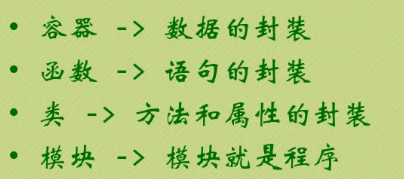 • 容器 -> 数据的封装
• 函数 -> 语句的封装
• 类 -> 方法和属性的封装
• 模块 -> 模块就是程序